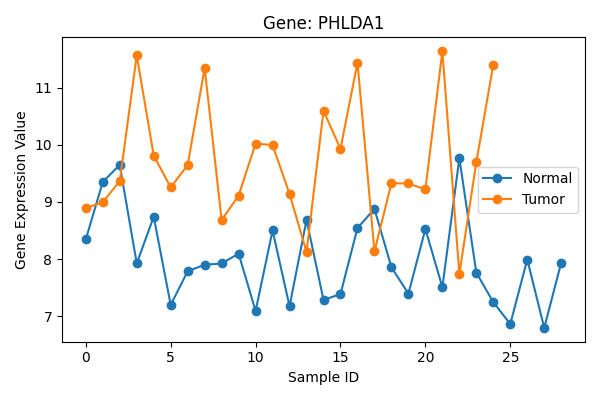 Gene: PHLDA1
Gene Expression Value
11
10
9
8
7
Normal
Tumor
0 5 10 15 20 25
Sample ID